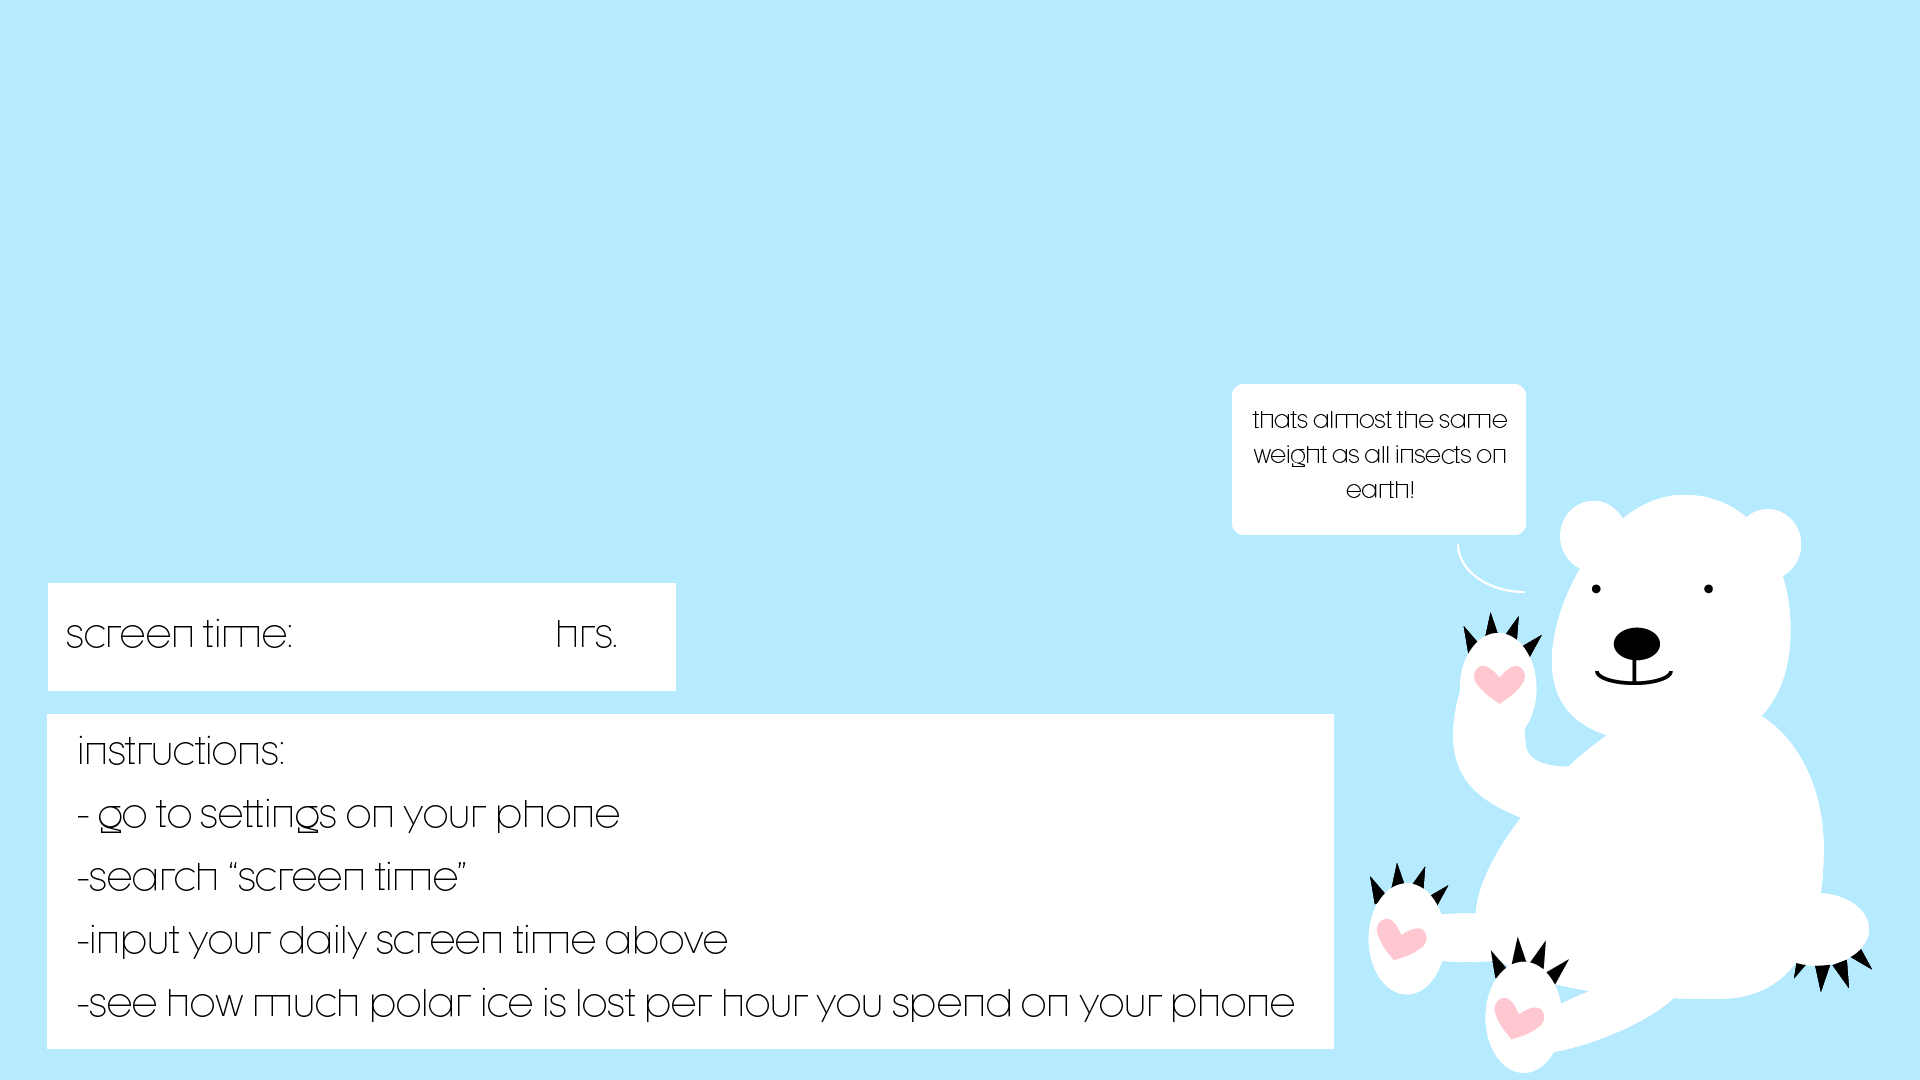 thats almost the same
weight as all insects on
earth!
screen time: hrs.
instructions:
- go to settings on your phone
-search “screen time”
-input your daily screen time above
-see how much polar ice is lost per hour you spend on your phone